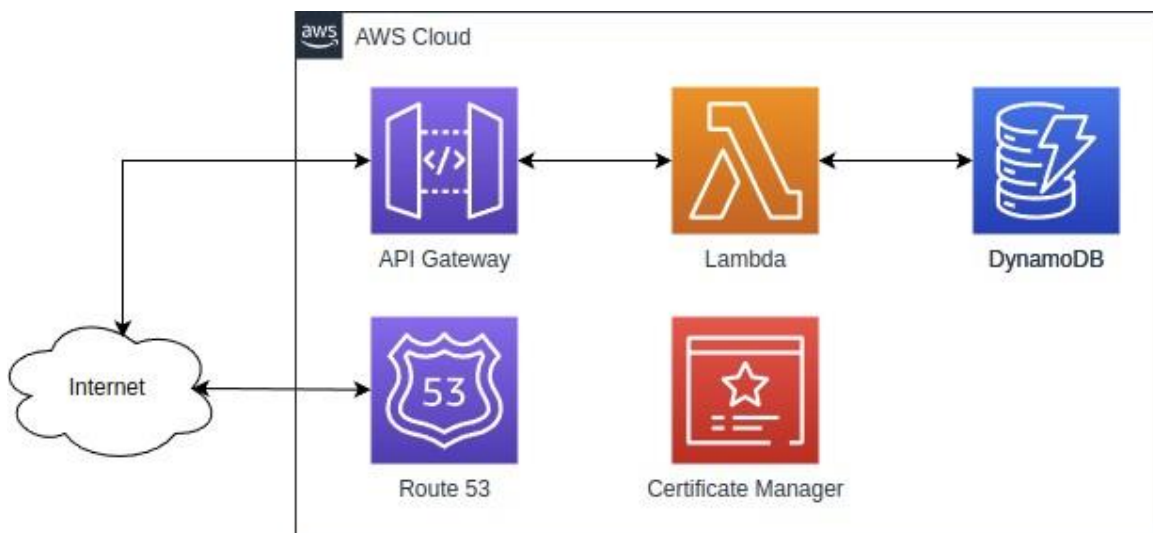 aws AWS Cloud
</>
API Gateway
Lambda
DynamoDB
Internet
53
Route 53
Certificate Manager